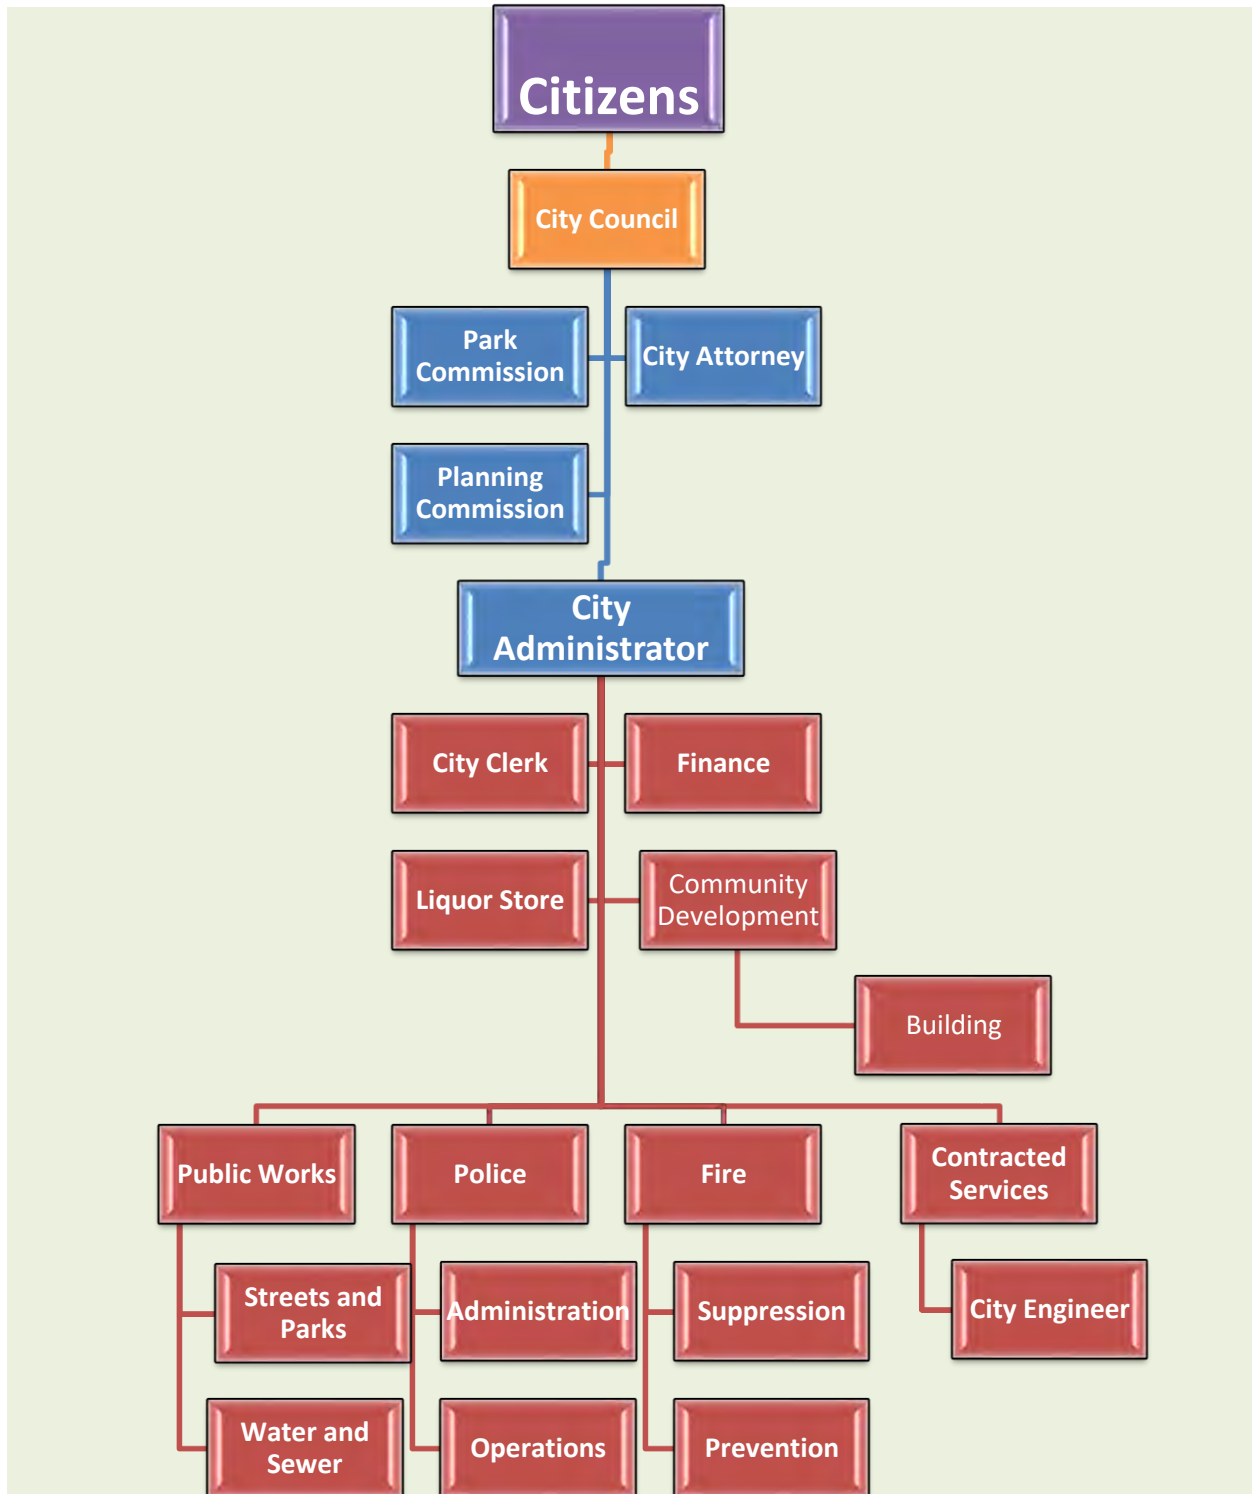 Citizens
City Council
Park
Commission
City Attorney
Planning
Commission
City
Administrator
City Clerk
Finance
Liquor Store
Community
Development
Building
Public Works
Police
Fire
Contracted
Services
Streets and
Parks
Administration
Suppression
City Engineer
Water and
Sewer
Operations
Prevention